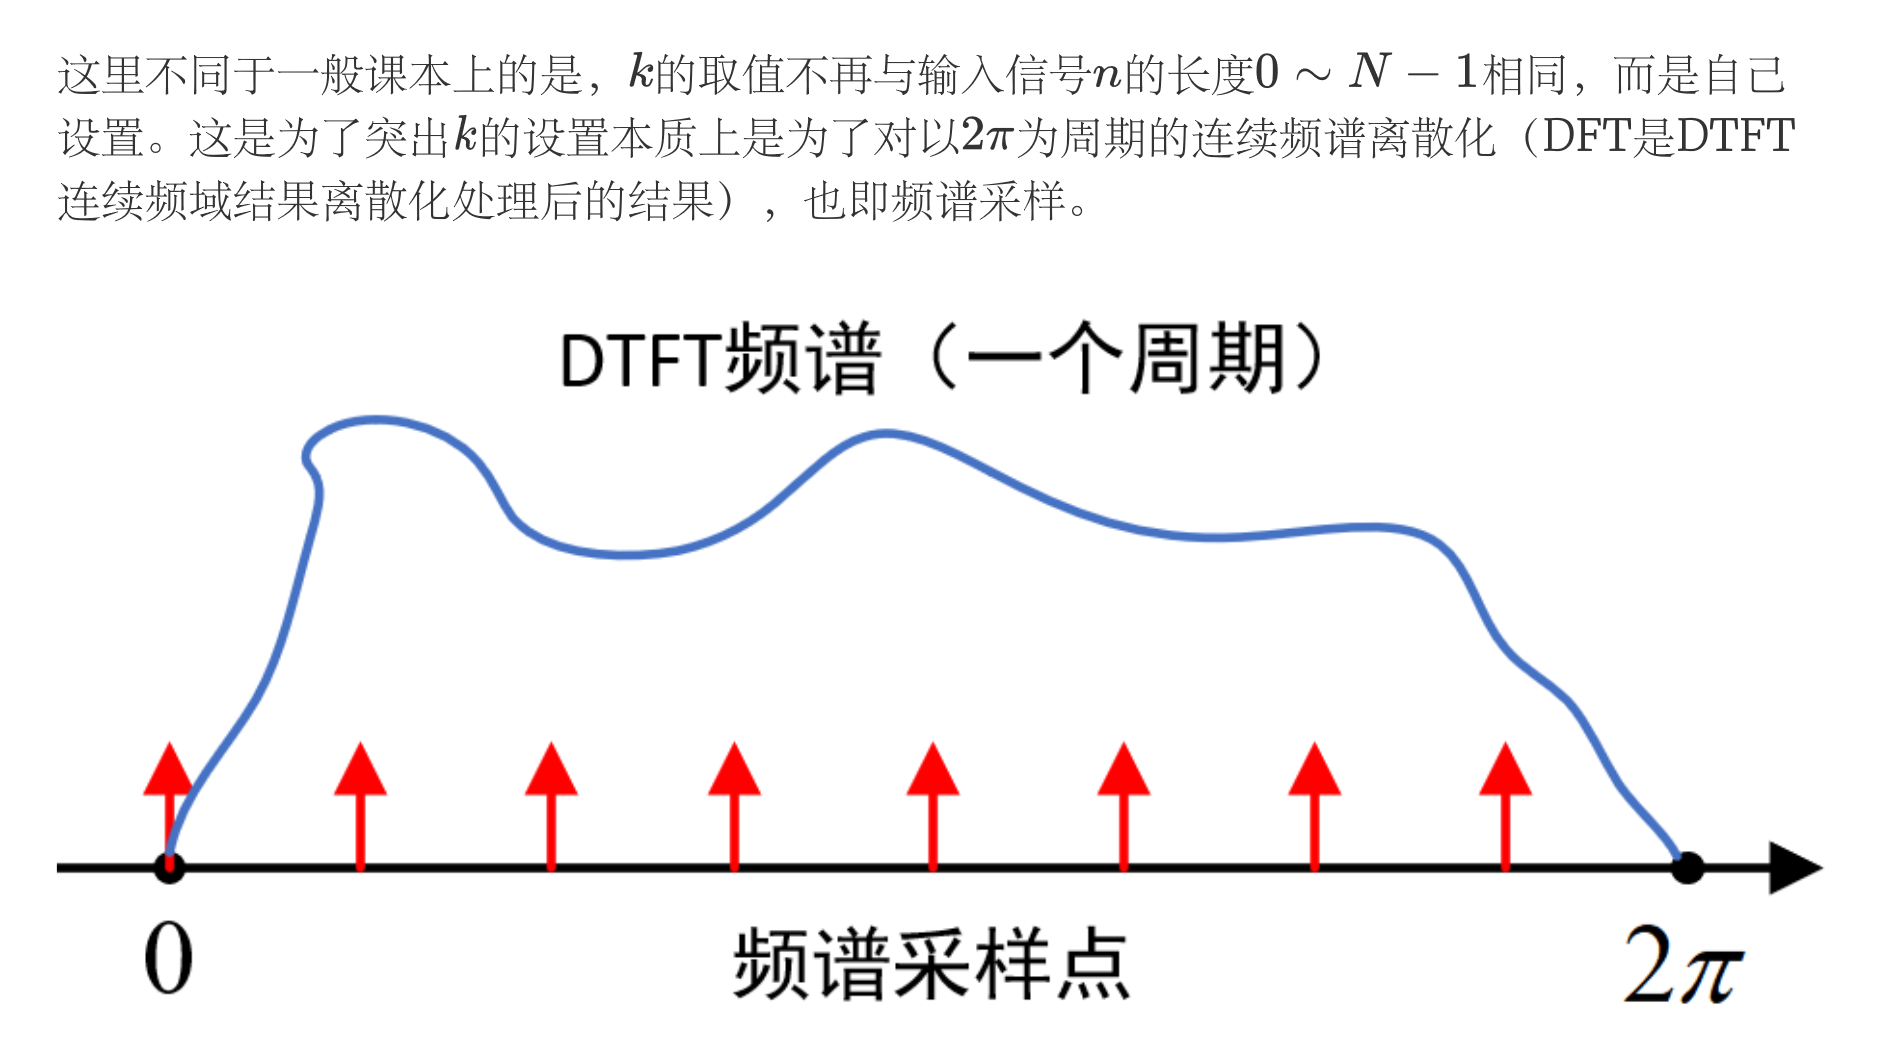 这里不同于一般课本上的是，k的取值不再与输入信号n的长度0 ∼ N − 1相同，而是自己
设置。这是为了突出k的设置本质上是为了对以2π为周期的连续频谱离散化（DFT是DTFT
连续频域结果离散化处理后的结果），也即频谱采样。
DTFT频谱（一个周期）
0
频谱采样点
2π